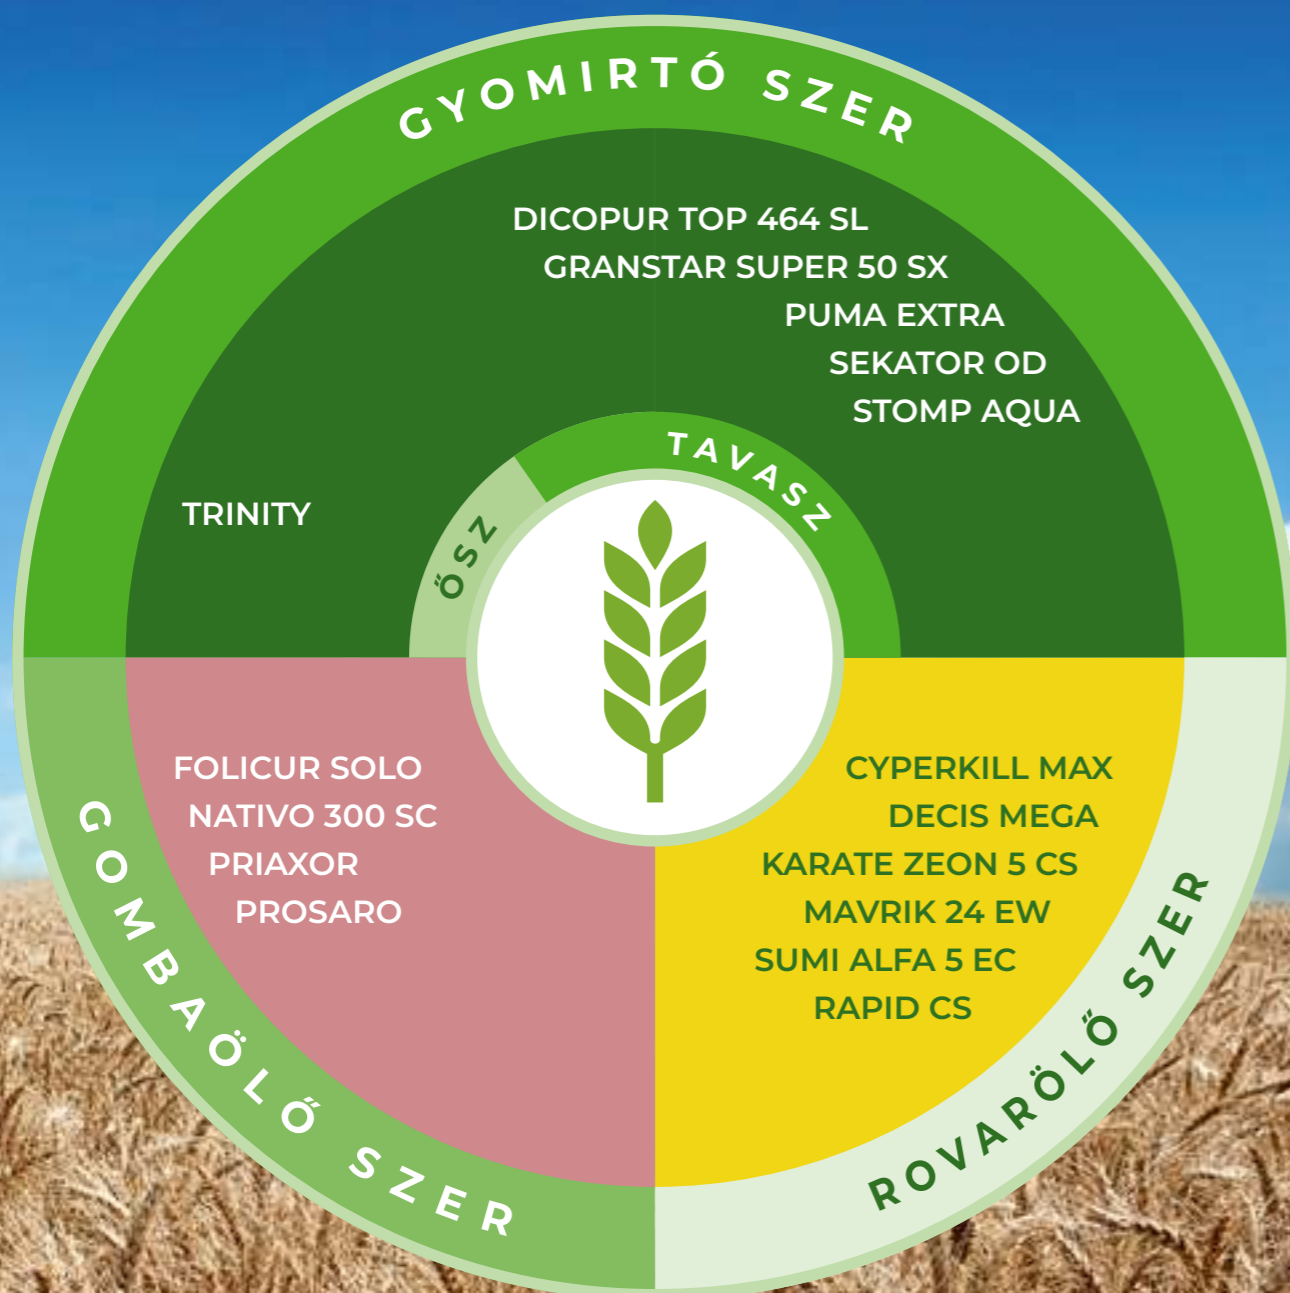 GYOMIRTÓ SZER
DICOPUR TOP 464 SL
GRANSTAR SUPER 50 SX
PUMA EXTRA
SEKATOR OD
STOMP AQUA
TAVASZ
ŐSZ
TRINITY
FOLICUR SOLO
NATIVO 300 SC
PRIAXOR
PROSARO
GOMBAÖLŐ SZER
CYPERKILL MAX
DECIS MEGA
KARATE ZEON 5 CS
MAVRIK 24 EW
SUMI ALFA 5 EC
RAPID CS
ROVARÖLŐ SZER